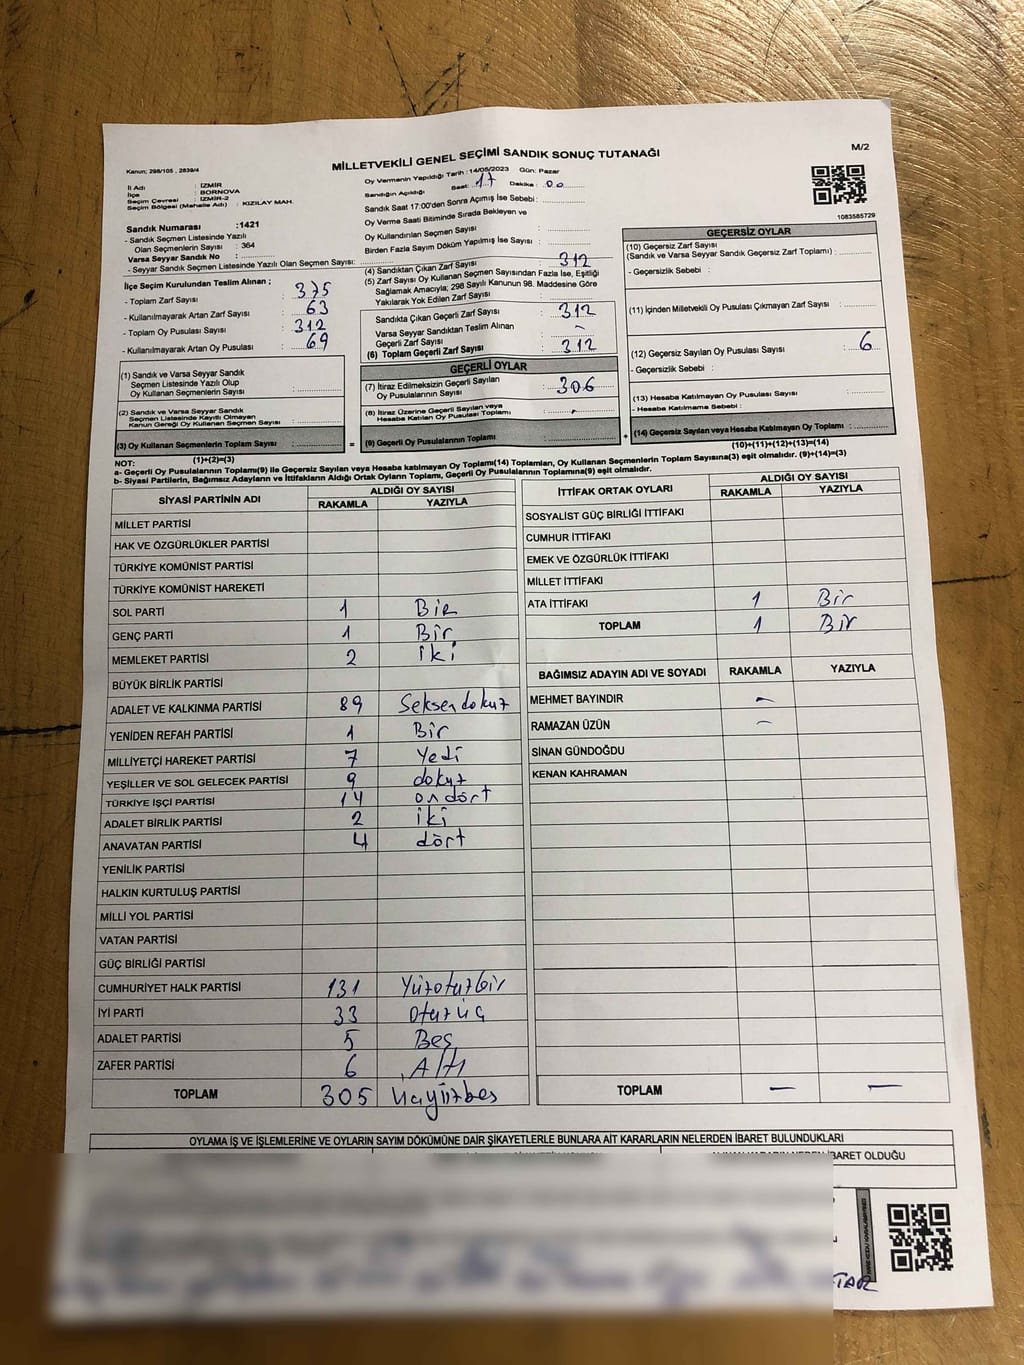 M/2
MİLLETVEKİLİ GENEL SEÇİMİ SANDIK SONUÇ TUTANAĞI
Kanun; 298/105 , 2839/4
Oy Vermenin Yapıldığı Tarih : 14/05/2023 Gün: Pazar
İl Adı : İZMİR
İlçe : BORNOVA
Seçim Çevresi : İZMİR-2
Seçim Bölgesi (Mahalle Adı) : KIZILAY MAH.
Sandığın Açıldığı Saat: 17 Dakika: 00
Sandık Saat 17:00'den Sonra Açılmış İse Sebebi :
Oy Verme Saati Bitiminde Sırada Bekleyen ve
Oy Kullandırılan Seçmen Sayısı :
Birden Fazla Sayım Döküm Yapılmış İse Sayısı :
1083585729
Sandık Numarası :1421
- Sandık Seçmen Listesinde Yazılı
Olan Seçmenlerin Sayısı : 364
Varsa Seyyar Sandık No :
- Seyyar Sandık Seçmen Listesinde Yazılı Olan Seçmen Sayısı:
İlçe Seçim Kurulundan Teslim Alınan ;
- Toplam Zarf Sayısı : 375
- Kullanılmayarak Artan Zarf Sayısı : 63
- Toplam Oy Pusulası Sayısı : 312
- Kullanılmayarak Artan Oy Pusulası : 69
(1) Sandık ve Varsa Seyyar Sandık
Seçmen Listesinde Yazılı Olup
Oy Kullanan Seçmenlerin Sayısı :
(2) Sandık ve Varsa Seyyar Sandık
Seçmen Listesinde Kayıtlı Olmayan
Kanun Gereği Oy Kullanan Seçmen Sayısı :
(3) Oy Kullanan Seçmenlerin Toplam Sayısı :
(1)+(2)=(3)
(4) Sandıktan Çıkan Zarf Sayısı : 312
(5) Zarf Sayısı Oy Kullanan Seçmen Sayısından Fazla İse, Eşitliği
Sağlamak Amacıyla; 298 Sayılı Kanunun 98. Maddesine Göre
Yakılarak Yok Edilen Zarf Sayısı :
Sandıkta Çıkan Geçerli Zarf Sayısı : 312
Varsa Seyyar Sandıktan Teslim Alınan
Geçerli Zarf Sayısı : -
(6) Toplam Geçerli Zarf Sayısı : 312
GEÇERLİ OYLAR
(7) İtiraz Edilmeksizin Geçerli Sayılan
Oy Pusulalarının Sayısı : 306
(8) İtiraz Üzerine Geçerli Sayılan veya
Hesaba Katılan Oy Pusulası Toplamı : -
= (9) Geçerli Oy Pusulalarının Toplamı :
GEÇERSİZ OYLAR
(10) Geçersiz Zarf Sayısı
(Sandık ve Varsa Seyyar Sandık Geçersiz Zarf Toplamı) :
- Geçersizlik Sebebi :
(11) İçinden Milletvekili Oy Pusulası Çıkmayan Zarf Sayısı :
(12) Geçersiz Sayılan Oy Pusulası Sayısı : 6
- Geçersizlik Sebebi :
(13) Hesaba Katılmayan Oy Pusulası Sayısı :
- Hesaba Katılmama Sebebi :
+ (14) Geçersiz Sayılan veya Hesaba Katılmayan Oy Toplamı :
(10)+(11)+(12)+(13)=(14)
NOT:
a- Geçerli Oy Pusulalarının Toplamı(9) ile Geçersiz Sayılan veya Hesaba katılmayan Oy Toplamı(14) Toplamları, Oy Kullanan Seçmenlerin Toplam Sayısına(3) eşit olmalıdır. (9)+(14)=(3)
b- Siyasi Partilerin, Bağımsız Adayların ve İttifakların Aldığı Ortak Oyların Toplamı, Geçerli Oy Pusulalarının Toplamına(9) eşit olmalıdır.
SİYASİ PARTİNİN ADI ALDIĞI OY SAYISI
RAKAMLA YAZIYLA
MİLLET PARTİSİ
HAK VE ÖZGÜRLÜKLER PARTİSİ
TÜRKİYE KOMÜNİST PARTİSİ
TÜRKİYE KOMÜNİST HAREKETİ
SOL PARTİ 1 Bir
GENÇ PARTİ 1 Bir
MEMLEKET PARTİSİ 2 iki
BÜYÜK BİRLİK PARTİSİ
ADALET VE KALKINMA PARTİSİ 89 Seksendokuz
YENİDEN REFAH PARTİSİ 1 Bir
MİLLİYETÇİ HAREKET PARTİSİ 7 Yedi
YEŞİLLER VE SOL GELECEK PARTİSİ 9 dokuz
TÜRKİYE İŞÇİ PARTİSİ 14 ondört
ADALET BİRLİK PARTİSİ 2 iki
ANAVATAN PARTİSİ 4 dört
YENİLİK PARTİSİ
HALKIN KURTULUŞ PARTİSİ
MİLLİ YOL PARTİSİ
VATAN PARTİSİ
GÜÇ BİRLİĞİ PARTİSİ
CUMHURİYET HALK PARTİSİ 131 Yüzotuzbir
İYİ PARTİ 33 otuzüç
ADALET PARTİSİ 5 Beş
ZAFER PARTİSİ 6 Altı
TOPLAM 305
İTTİFAK ORTAK OYLARI ALDIĞI OY SAYISI
RAKAMLA YAZIYLA
SOSYALİST GÜÇ BİRLİĞİ İTTİFAKI
CUMHUR İTTİFAKI
EMEK VE ÖZGÜRLÜK İTTİFAKI
MİLLET İTTİFAKI
ATA İTTİFAKI 1 Bir
TOPLAM 1 Bir
BAĞIMSIZ ADAYIN ADI VE SOYADI RAKAMLA YAZIYLA
MEHMET BAYINDIR -
RAMAZAN ÜZÜN -
SİNAN GÜNDOĞDU
KENAN KAHRAMAN
TOPLAM - -
OYLAMA İŞ VE İŞLEMLERİNE VE OYLARIN SAYIM DÖKÜMÜNE DAİR ŞİKAYETLERLE BUNLARA AİT KARARLARIN NELERDEN İBARET BULUNDUKLARI
İBARET OLDUĞU